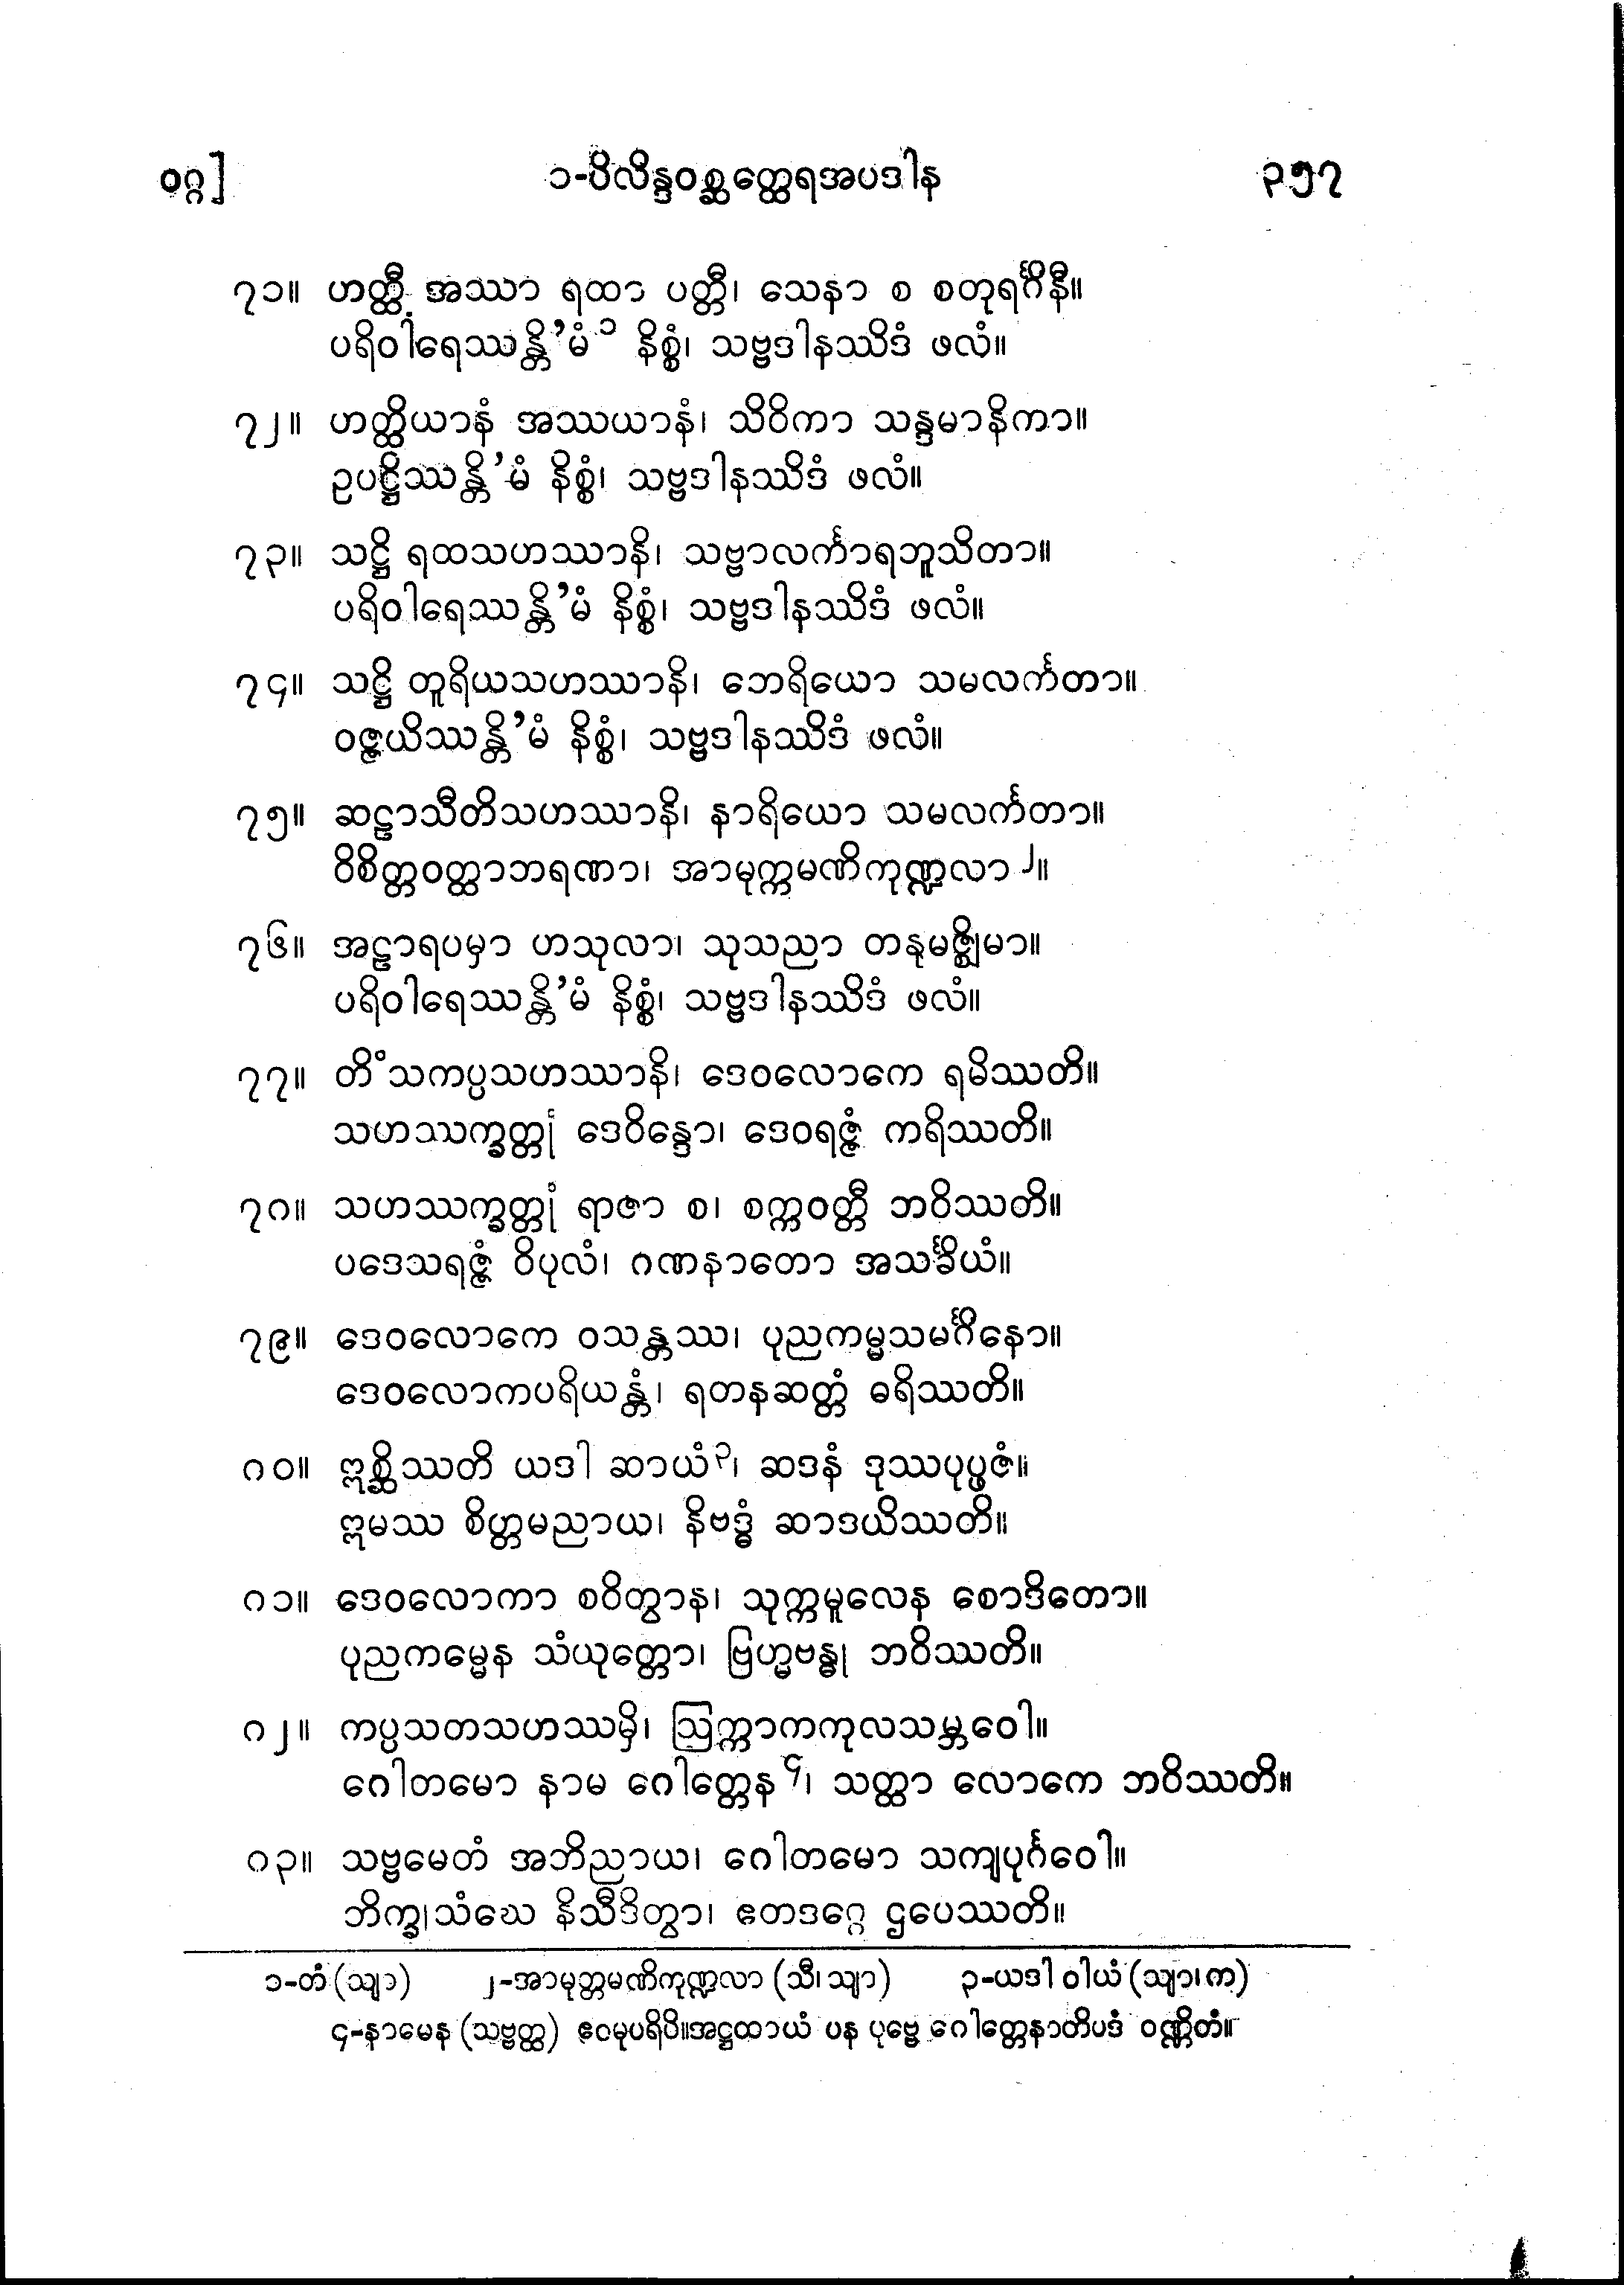 ဝဂ္ဂ]
၁-ပိလိန္ဒဝစ္ဆတ္ထေရအပဒါန
၃၅၇
၇၁။ ဟတ္ထီ အဿာ ရထာ ပတ္တီ၊ သေနာ စ စတုရင်္ဂိနီ။
ပရိဝါရေဿန္တိ’မံ ၁ နိစ္စံ၊ သဗ္ဗဒါနဿိဒံ ဖလံ။
၇၂။ ဟတ္ထိယာနံ အဿယာနံ၊ သိဝိကာ သန္ဒမာနိကာ။
ဥပဋ္ဌိဿန္တိ’မံ နိစ္စံ၊ သဗ္ဗဒါနဿိဒံ ဖလံ။
၇၃။ သဋ္ဌိ ရထသဟဿာနိ၊ သဗ္ဗာလင်္ကာရဘူသိတာ။
ပရိဝါရေဿန္တိ’မံ နိစ္စံ၊ သဗ္ဗဒါနဿိဒံ ဖလံ။
၇၄။ သဋ္ဌိ တူရိယသဟဿာနိ၊ ဘေရိယော သမလင်္ကတာ။
ဝဇ္ဇယိဿန္တိ’မံ နိစ္စံ၊ သဗ္ဗဒါနဿိဒံ ဖလံ။
၇၅။ ဆဠာသီတိသဟဿာနိ၊ နာရိယော သမလင်္ကတာ။
ဝိစိတ္တဝတ္ထာဘရဏာ၊ အာမုက္ကမဏိကုဏ္ဍလာ ၂။
၇၆။ အဠာရပမှာ ဟသုလာ၊ သုသညာ တနုမဇ္ဈိမာ။
ပရိဝါရေဿန္တိ’မံ နိစ္စံ၊ သဗ္ဗဒါနဿိဒံ ဖလံ။
၇၇။ တိံသကပ္ပသဟဿာနိ၊ ဒေဝလောကေ ရမိဿတိ။
သဟဿက္ခတ္တုံ ဒေဝိန္ဒော၊ ဒေဝရဇ္ဇံ ကရိဿတိ။
၇၈။ သဟဿက္ခတ္တုံ ရာဇာ စ၊ စက္ကဝတ္တီ ဘဝိဿတိ။
ပဒေသရဇ္ဇံ ဝိပုလံ၊ ဂဏနာတော အသင်္ခိယံ။
၇၉။ ဒေဝလောကေ ဝသန္တဿ၊ ပုညကမ္မသမင်္ဂိနော။
ဒေဝလောကပရိယန္တံ၊ ရတနဆတ္တံ ဓရိဿတိ။
၈၀။ ဣစ္ဆိဿတိ ယဒါ ဆာယံ ၃၊ ဆဒနံ ဒုဿပုပ္ဖဇံ။
ဣမဿ စိတ္တမညာယ၊ နိဗဒ္ဓံ ဆာဒယိဿတိ။
၈၁။ ဒေဝလောကာ စဝိတွာန၊ သုက္ကမူလေန စောဒိတော။
ပုညကမ္မေန သံယုတ္တော၊ ဗြဟ္မဗန္ဓု ဘဝိဿတိ။
၈၂။ ကပ္ပသတသဟဿမှိ၊ ဩက္ကာကကုလသမ္ဘဝေါ။
ဂေါတမော နာမ ဂေါတ္တေန ၄၊ သတ္ထာ လောကေ ဘဝိဿတိ။
၈၃။ သဗ္ဗမေတံ အဘိညာယ၊ ဂေါတမော သကျပုင်္ဂဝေါ။
ဘိက္ခုသံဃေ နိသီဒိတွာ၊ ဧတဒဂ္ဂေ ဌပေဿတိ။
၁-တံ (သျာ) ၂-အာမုတ္တမဏိကုဏ္ဍလာ (သီ၊ သျာ) ၃-ယဒါ ဝါယံ (သျာ၊ က)
၄-နာမေန (သဗ္ဗတ္ထ) ဧဝမုပရိပိ။ အဋ္ဌထာယံ ပန ပုဗ္ဗေ ဂေါတ္တေနာတိပဒံ ဝဏ္ဏိတံ။